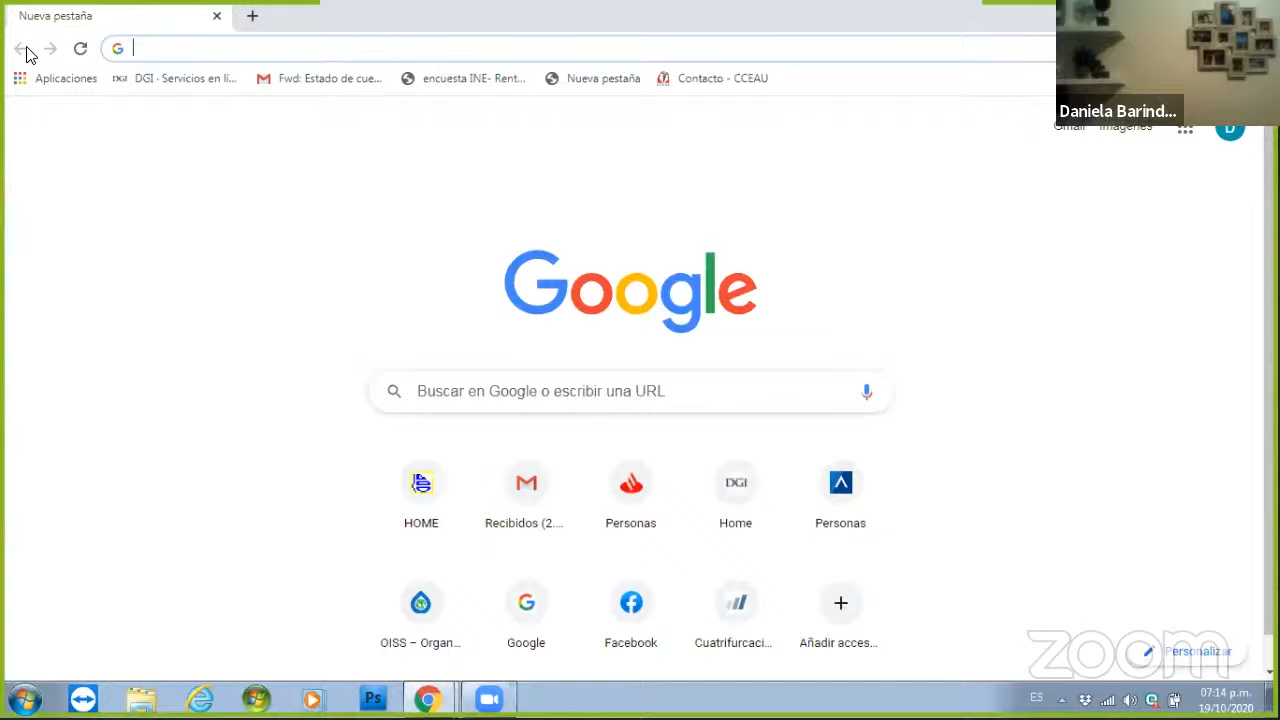 Nueva pestaña
Aplicaciones
DGI DGI · Servicios en lí...
Fwd: Estado de cue...
encuesta INE- Rent...
Nueva pestaña
Contacto - CCEAU
Daniela Barind...
Gmail Imágenes
D
Google
Buscar en Google o escribir una URL
HOME
Recibidos (2....
Personas
DGI
Home
Personas
OISS – Organ...
Google
Facebook
Cuatrifurcaci...
Añadir acces...
zoom
Personalizar
Ps
ES
07:14 p.m.
19/10/2020